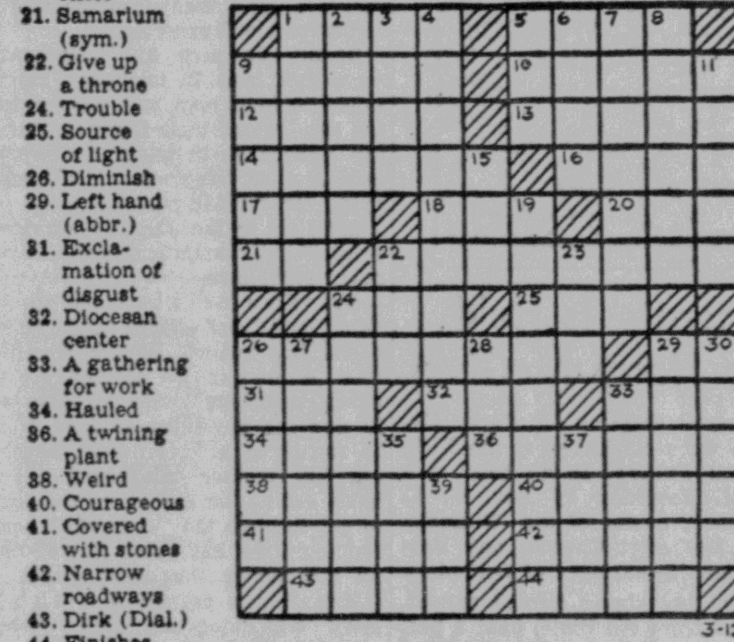 21. Samarium
(sym.)
22. Give up
a throne
24. Trouble
25. Source
of light
26. Diminish
29. Left hand
(abbr.)
31. Excla-
mation of
disgust
32. Diocesan
center
33. A gathering
for work
34. Hauled
36. A twining
plant
38. Weird
40. Courageous
41. Covered
with stones
42. Narrow
roadways
43. Dirk (Dial.)
44. Finishes
1 2 3 4 5 6 7 8
9 10 11
12 13
14 15 16
17 18 19 20
21 22 23
24 25
26 27 28 29 30
31 32 33
34 35 36 37
38 39 40
41 42
43 44